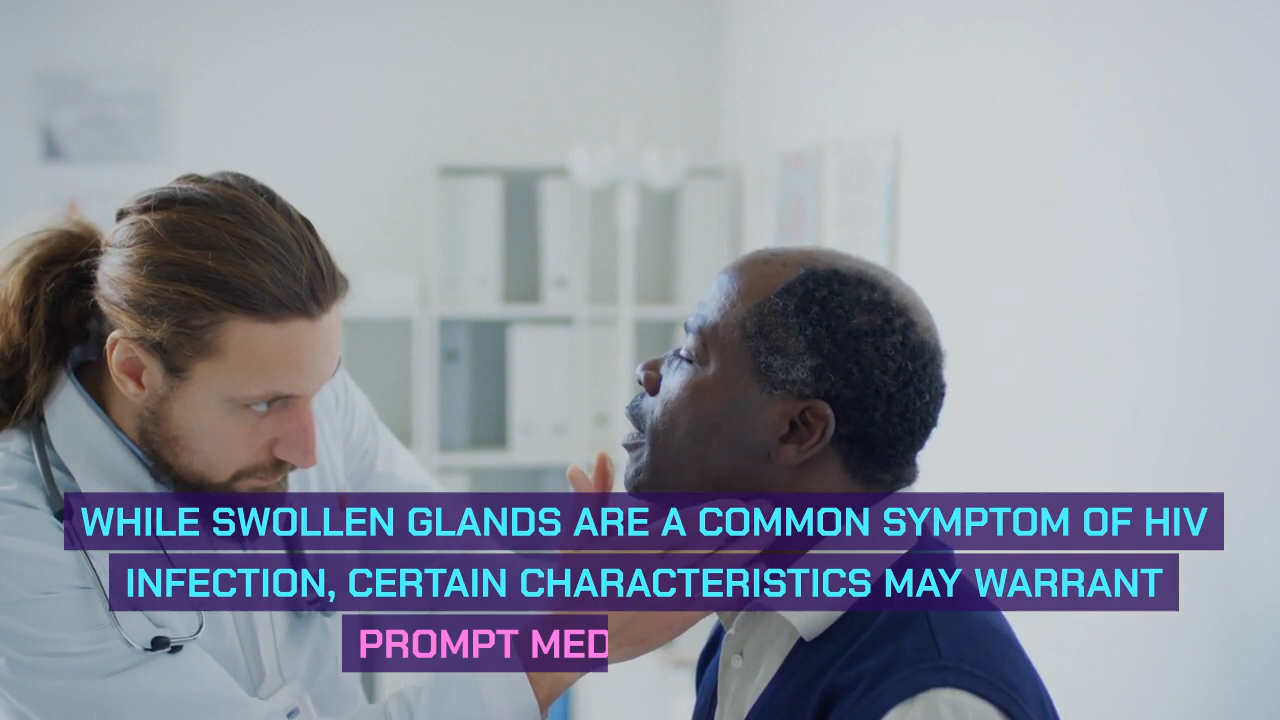 WHILE SWOLLEN GLANDS ARE A COMMON SYMPTOM OF HIV
INFECTION, CERTAIN CHARACTERISTICS MAY WARRANT
PROMPT MED